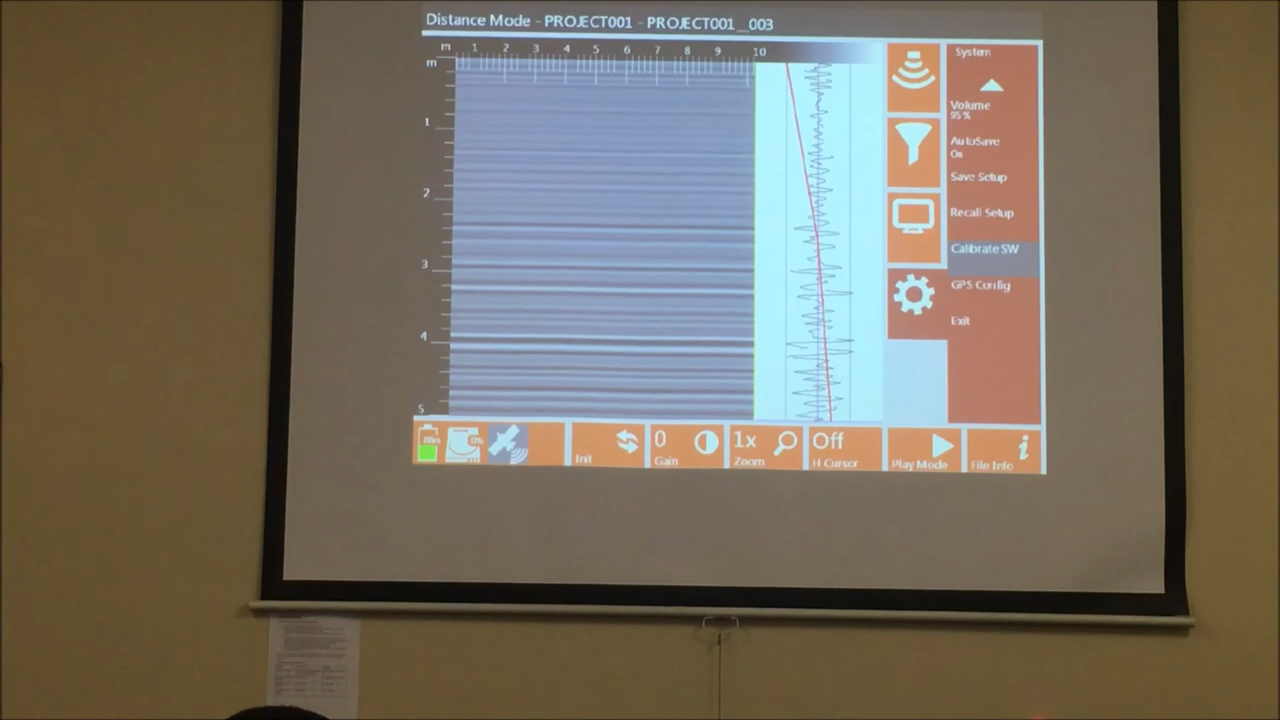 Distance Mode - PROJECT001 - PROJECT001__003
m 1 2 3 4 5 6 7 8 9 10
m
1
2
3
4
5
System
Volume
95 %
AutoSave
On
Save Setup
Recall Setup
Calibrate SW
GPS Config
Exit
0%
Init
0
Gain
1x
Zoom
Off
H Cursor
Play Mode
i
File Info